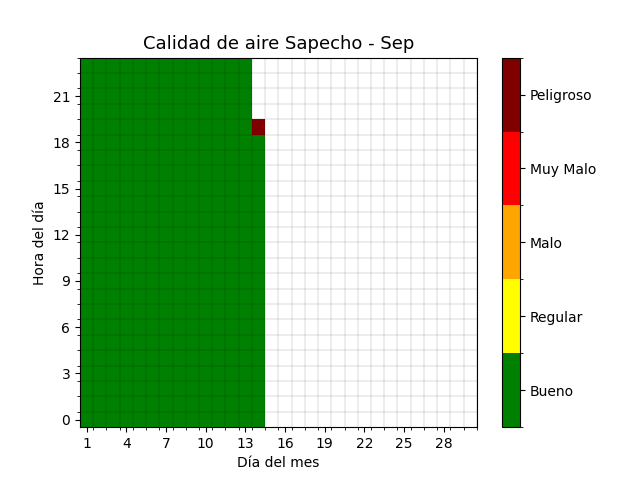 Calidad de aire Sapecho - Sep
Hora del día
21
18
15
12
9
6
3
0
1 4 7 10 13 16 19 22 25 28
Día del mes
Peligroso
Muy Malo
Malo
Regular
Bueno